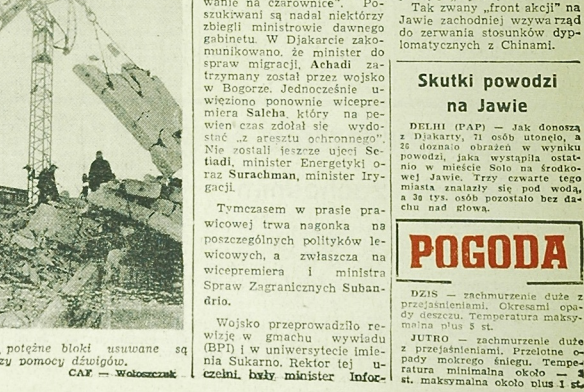 wanie na czarownice". Po-
szukiwani są nadal niektórzy
zbiegli ministrowie dawnego
gabinetu. W Djakarcie zako-
munikowano, że minister do
spraw migracji, Achadi za-
trzymany został przez wojsko
w Bogorze. Jednocześnie u-
więziono ponownie wicepre-
miera Saleha, który na pe-
wien czas zdołał się wydo-
stać „z aresztu ochronnego".
Nie zostali jeszcze ujęci Se-
tiadi, minister Energetyki o-
raz Surachman, minister Iry-
gacji.
Tymczasem w prasie pra-
wicowej trwa nagonka na
poszczególnych polityków le-
wicowych, a zwłaszcza na
wicepremiera i ministra
Spraw Zagranicznych Suban-
drio.
Wojsko przeprowadziło re-
wizję w gmachu wywiadu
(BPI) i w uniwersytecie imie-
nia Sukarno. Rektor tej u-
czelni, były minister Infor-
potężne bloki usuwane są
zy pomocy dźwigów.
CAF — Wołoszczuk
Tak zwany „front akcji" na
Jawie zachodniej wzywa rząd
do zerwania stosunków dyp-
lomatycznych z Chinami.
Skutki powodzi
na Jawie
DELHI (PAP) — Jak donoszą
z Djakarty, 71 osób utonęło, a
26 doznało obrażeń w wyniku
powodzi, jaka wystąpiła ostat-
nio w mieście Solo na środko-
wej Jawie. Trzy czwarte tego
miasta znalazły się pod wodą,
a 30 tys. osób pozostało bez da-
chu nad głową.
POGODA
DZIŚ — zachmurzenie duże z
przejaśnieniami. Okresami opa-
dy deszczu. Temperatura maksy-
malna plus 5 st.
JUTRO — zachmurzenie duże
z przejaśnieniami. Przelotne o-
pady mokrego śniegu. Tempe-
ratura minimalna około —
st. maksymalna około plus 1 st